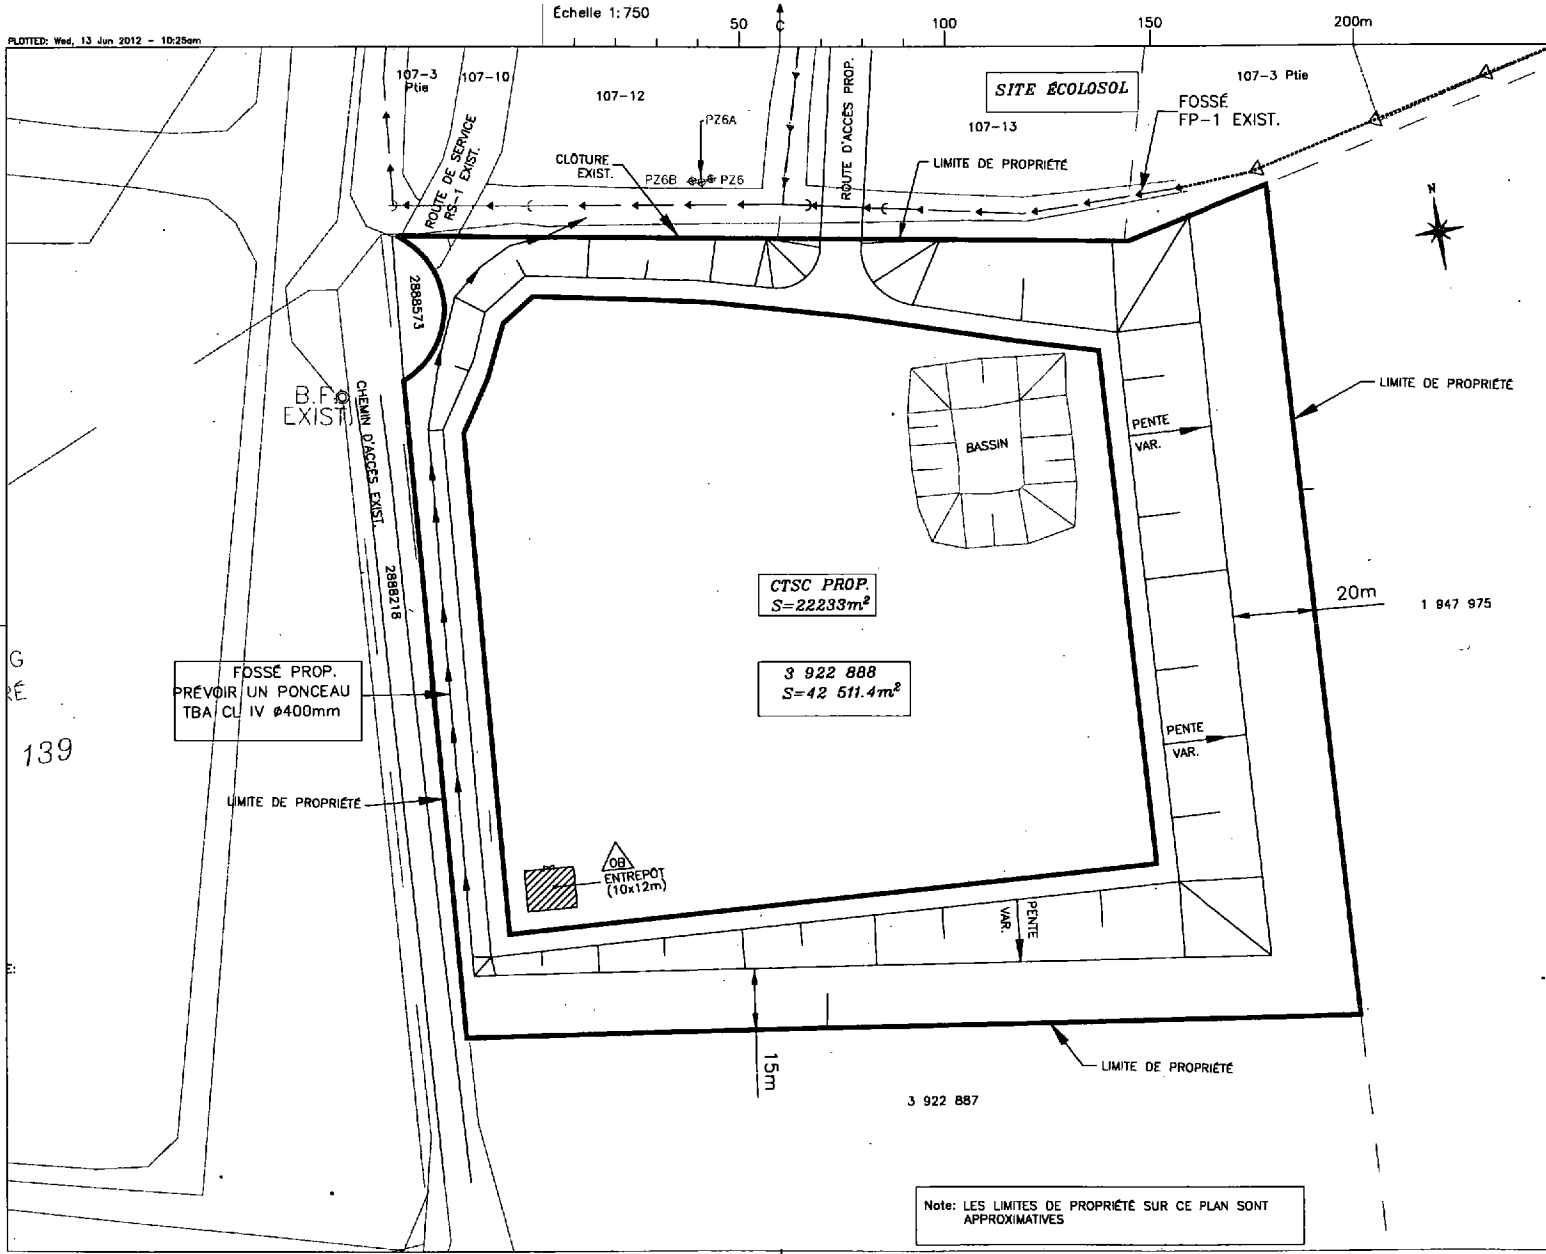 Échelle 1:750
50
100
150
200m
PLOTTED: Wed, 13 Jun 2012 - 10:25am
107-3
Ptie
107-10
107-12
PZ6A
PZ6B
PZ6
CLÔTURE
EXIST.
ROUTE DE SERVICE
RS-1 EXIST.
ROUTE D'ACCÈS PROP.
SITE ÉCOLOSOL
107-13
107-3 Ptie
FOSSÉ
FP-1 EXIST.
LIMITE DE PROPRIÉTÉ
N
2888573
B.F.
EXIST.
CHEMIN D'ACCÈS EXIST.
2888218
BASSIN
PENTE
VAR.
LIMITE DE PROPRIÉTÉ
CTSC PROP.
S=22233m²
20m
1 947 975
3 922 888
S=42 511.4m²
G
RÉ
139
FOSSÉ PROP.
PRÉVOIR UN PONCEAU
TBA CL IV ø400mm
PENTE
VAR.
LIMITE DE PROPRIÉTÉ
OB
ENTREPÔT
(10x12m)
PENTE
VAR.
E:
15m
LIMITE DE PROPRIÉTÉ
3 922 887
Note: LES LIMITES DE PROPRIÉTÉ SUR CE PLAN SONT
APPROXIMATIVES